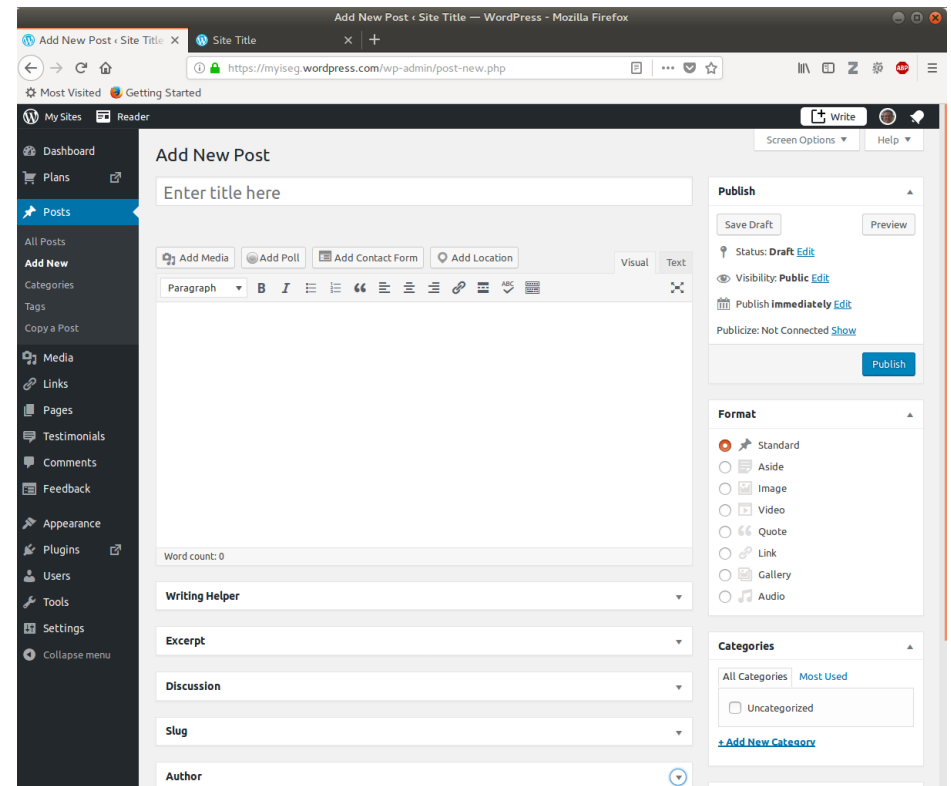 Add New Post ‹ Site Title — WordPress - Mozilla Firefox
Add New Post ‹ Site Title
Site Title
https://myiseg.wordpress.com/wp-admin/post-new.php
Most Visited
Getting Started
My Sites
Reader
Write
Dashboard
Plans
Posts
All Posts
Add New
Categories
Tags
Copy a Post
Media
Links
Pages
Testimonials
Comments
Feedback
Appearance
Plugins
Users
Tools
Settings
Collapse menu
Screen Options
Help
Add New Post
Enter title here
Add Media
Add Poll
Add Contact Form
Add Location
Visual
Text
Paragraph
B I ABC
Word count: 0
Writing Helper
Excerpt
Discussion
Slug
Author
Publish
Save Draft
Preview
Status: Draft Edit
Visibility: Public Edit
Publish immediately Edit
Publicize: Not Connected Show
Publish
Format
Standard
Aside
Image
Video
Quote
Link
Gallery
Audio
Categories
All Categories
Most Used
Uncategorized
+ Add New Category